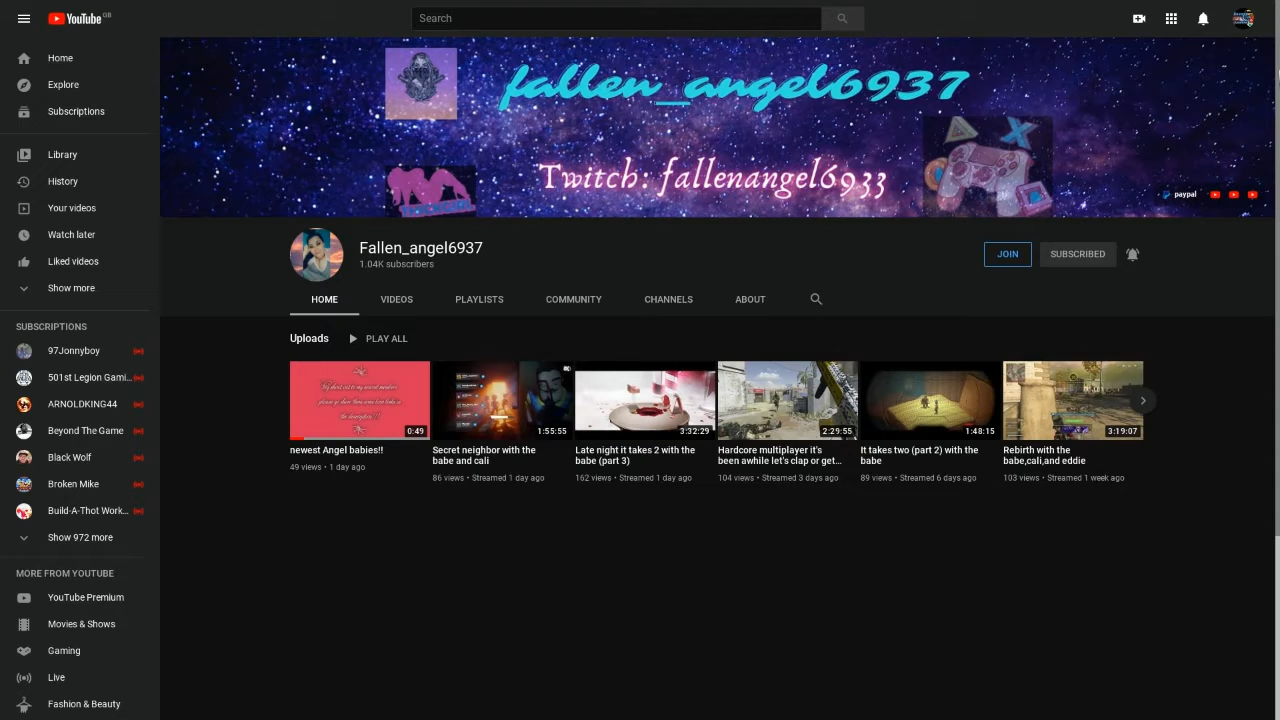 YouTube GB
Search
Home
Explore
Subscriptions
Library
History
Your videos
Watch later
Liked videos
Show more
SUBSCRIPTIONS
97Jonnyboy
501st Legion Gami...
ARNOLDKING44
Beyond The Game
Black Wolf
Broken Mike
Build-A-Thot Work...
Show 972 more
MORE FROM YOUTUBE
YouTube Premium
Movies & Shows
Gaming
Live
Fashion & Beauty
fallen_angel6937
Twitch: fallenangel6933
paypal
Fallen_angel6937
1.04K subscribers
JOIN
SUBSCRIBED
HOME
VIDEOS
PLAYLISTS
COMMUNITY
CHANNELS
ABOUT
Uploads
PLAY ALL
0:49
newest Angel babies!!
49 views • 1 day ago
1:55:55
Secret neighbor with the
babe and cali
86 views • Streamed 1 day ago
3:32:29
Late night it takes 2 with the
babe (part 3)
162 views • Streamed 1 day ago
2:29:55
Hardcore multiplayer it's
been awhile let's clap or get...
104 views • Streamed 3 days ago
1:48:15
It takes two (part 2) with the
babe
89 views • Streamed 6 days ago
3:19:07
Rebirth with the
babe,cali,and eddie
103 views • Streamed 1 week ago